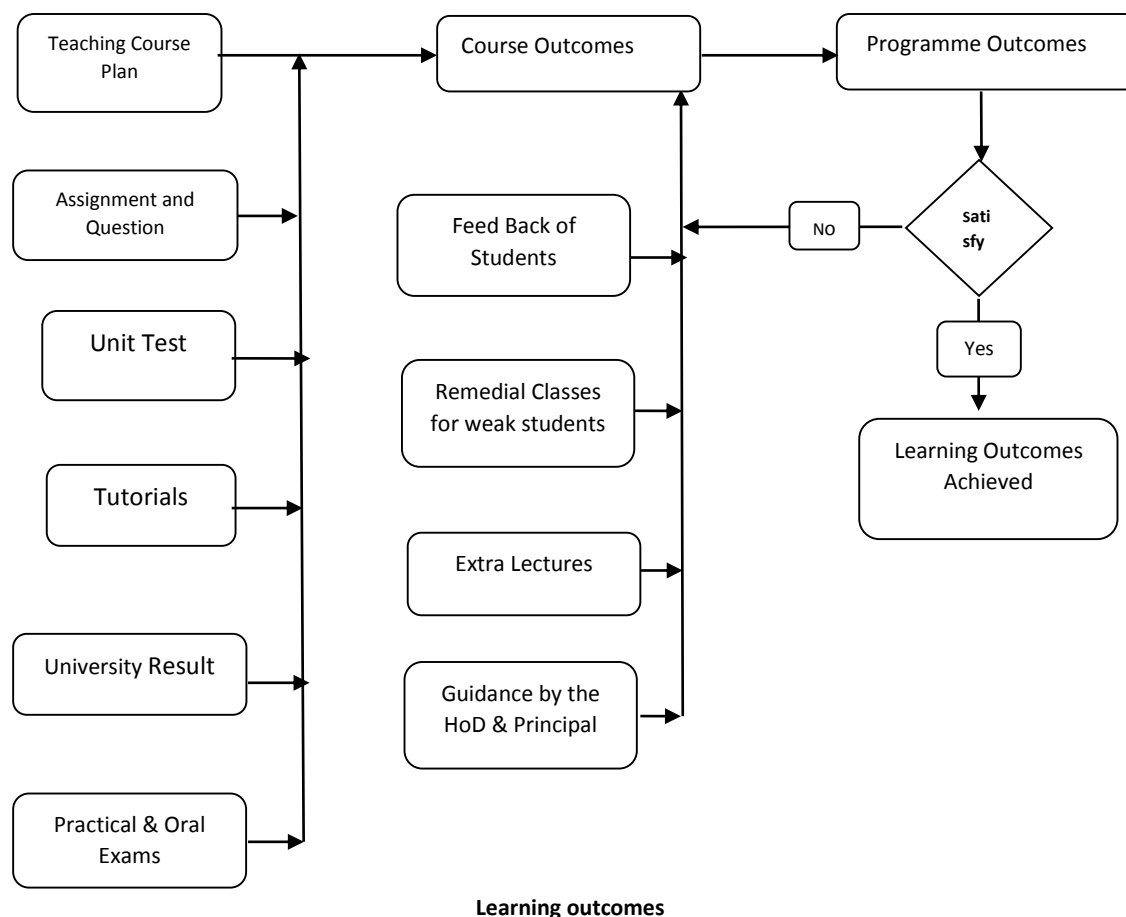 Teaching Course
Plan
Course Outcomes
Programme Outcomes
Assignment and
Question
Feed Back of
Students
No
Sati
sfy
Unit Test
Yes
Remedial Classes
for weak students
Learning Outcomes
Achieved
Tutorials
Extra Lectures
University Result
Guidance by the
HoD & Principal
Practical & Oral
Exams
Learning outcomes